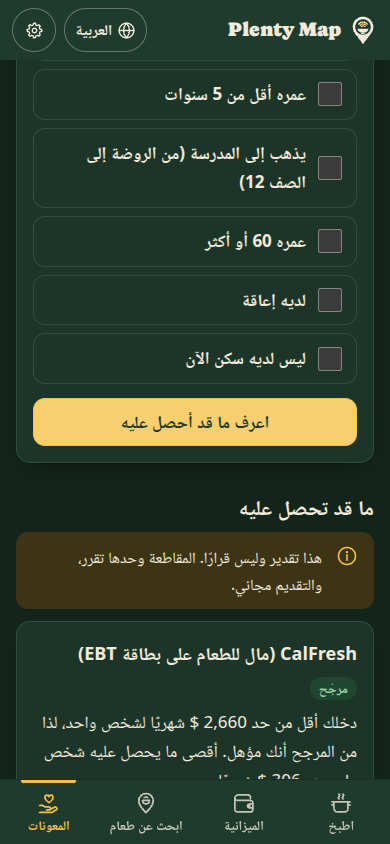 Plenty Map
العربية
عمره أقل من 5 سنوات
يذهب إلى المدرسة (من الروضة إلى
الصف 12)
عمره 60 أو أكثر
لديه إعاقة
ليس لديه سكن الآن
اعرف ما قد أحصل عليه
ما قد تحصل عليه
هذا تقدير وليس قرارًا. المقاطعة وحدها تقرر،
والتقديم مجاني.
CalFresh (مال للطعام على بطاقة EBT)
مرجّح
دخلك أقل من حد 2,660 $ شهريًا لشخص واحد، لذا
من المرجح أنك مؤهل. أقصى ما يحصل عليه شخص
اطبخ
الميزانية
ابحث عن طعام
المعونات